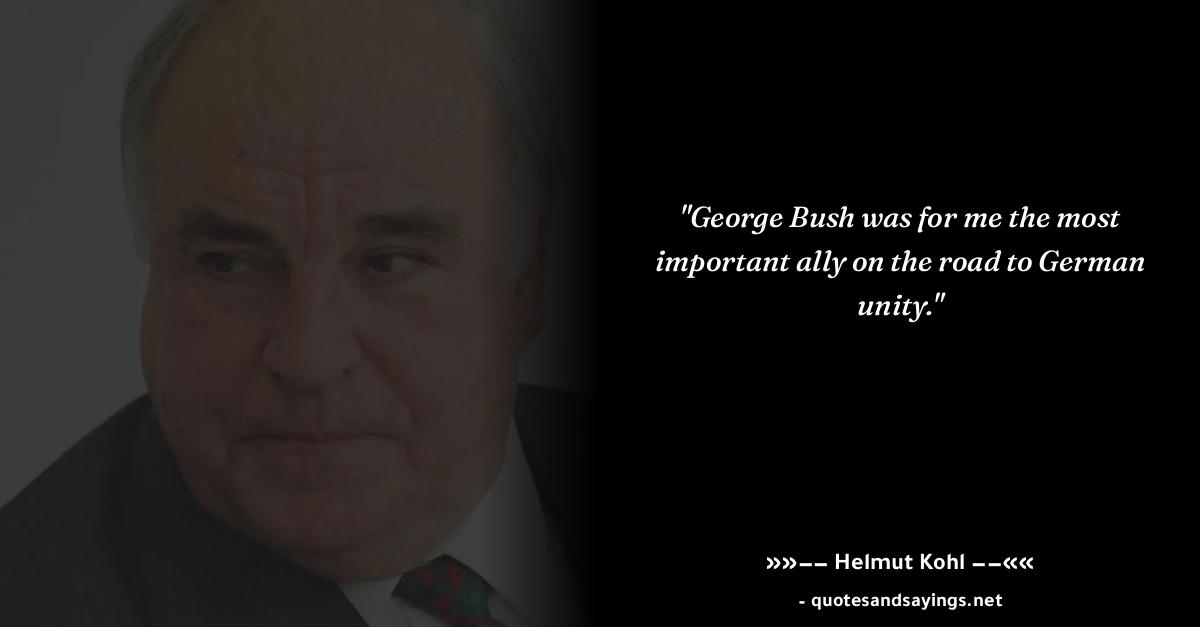 "George Bush was for me the most
important ally on the road to German
unity."
»»−− Helmut Kohl −−««
- quotesandsayings.net